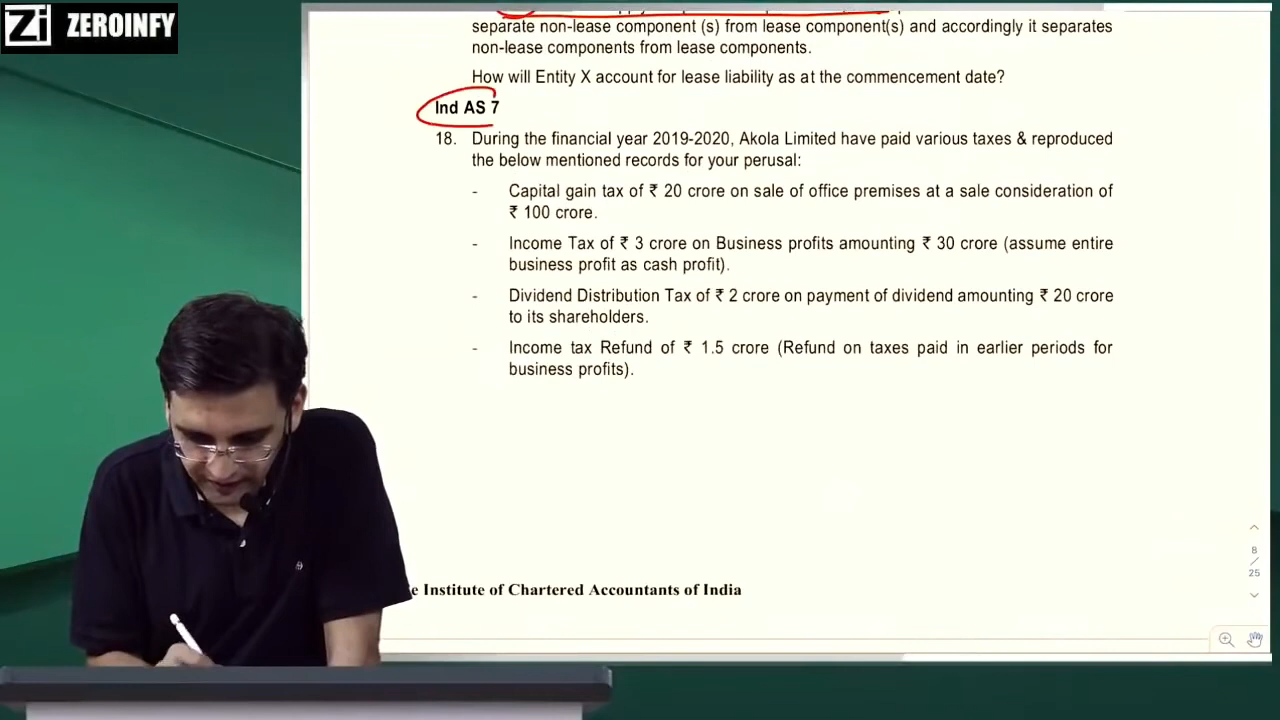 Zi ZEROINFY
separate non-lease component (s) from lease component(s) and accordingly it separates
non-lease components from lease components.
How will Entity X account for lease liability as at the commencement date?
Ind AS 7
18. During the financial year 2019-2020, Akola Limited have paid various taxes & reproduced
the below mentioned records for your perusal:
- Capital gain tax of ₹ 20 crore on sale of office premises at a sale consideration of
₹ 100 crore.
- Income Tax of ₹ 3 crore on Business profits amounting ₹ 30 crore (assume entire
business profit as cash profit).
- Dividend Distribution Tax of ₹ 2 crore on payment of dividend amounting ₹ 20 crore
to its shareholders.
- Income tax Refund of ₹ 1.5 crore (Refund on taxes paid in earlier periods for
business profits).
8
/
25
e Institute of Chartered Accountants of India